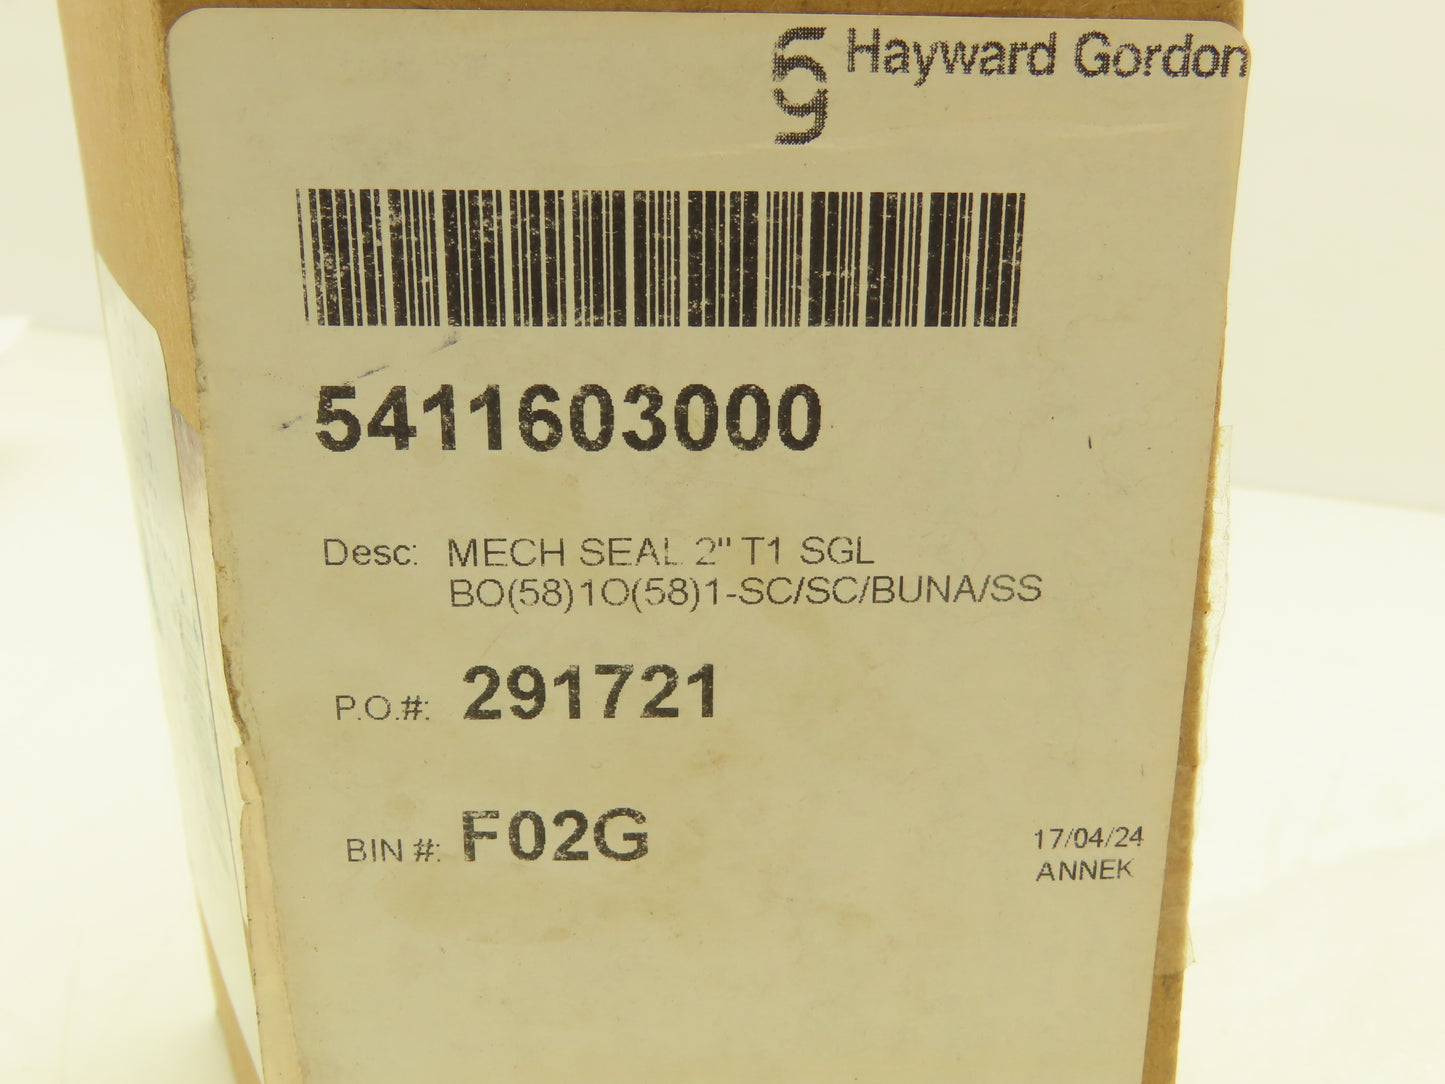 Hayward Gordon
5411603000
Desc: MECH SEAL 2" T1 SGL
BO(58)1O(58)1-SC/SC/BUNA/SS
P.O.#: 291721
BIN #: F02G
17/04/24
ANNEK